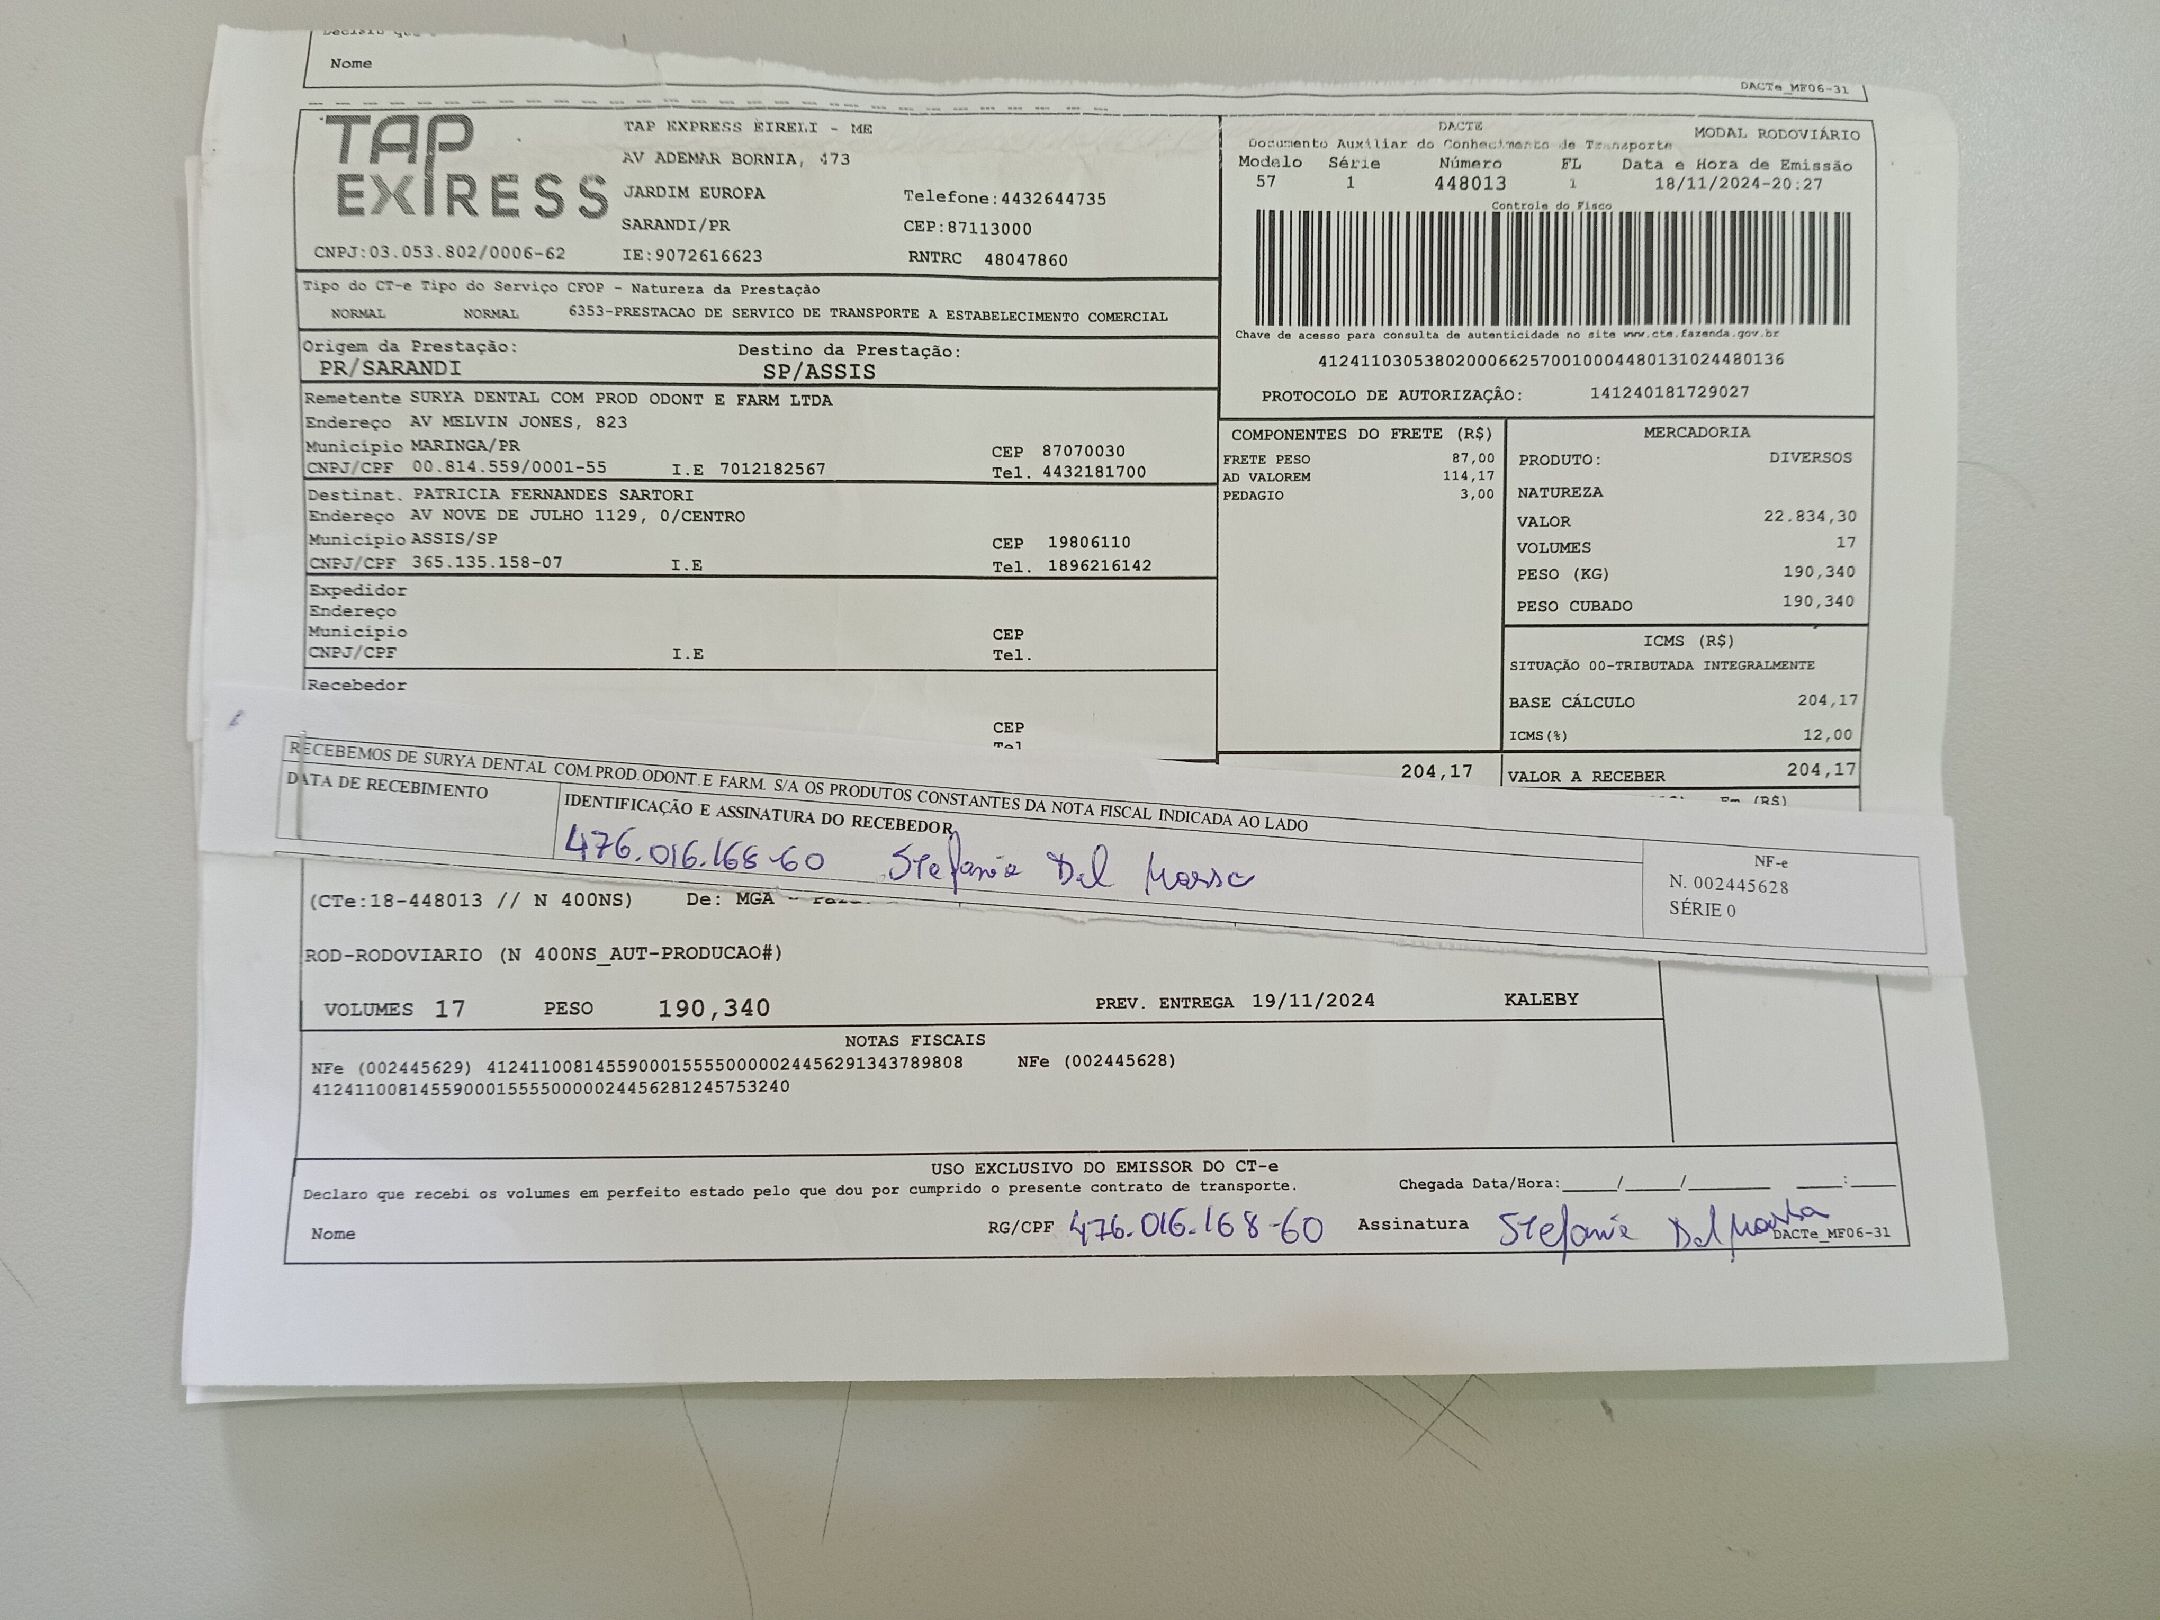 Nome
DACTe_MF06-31
TAP EXPRESS
TAP EXPRESS EIRELI - ME
AV ADEMAR BORNIA, 473
JARDIM EUROPA
Telefone:4432644735
SARANDI/PR
CEP:87113000
CNPJ:03.053.802/0006-62
IE:9072616623
RNTRC 48047860
DACTE
Documento Auxiliar do Conhecimento de Transporte
MODAL RODOVIÁRIO
Modelo Série Número FL Data e Hora de Emissão
57 1 448013 1 18/11/2024-20:27
Controle do Fisco
Chave de acesso para consulta de autenticidade no site www.cte.fazenda.gov.br
41241103053802000662570010004480131024480136
PROTOCOLO DE AUTORIZAÇÂO: 141240181729027
Tipo do CT-e Tipo do Serviço CFOP - Natureza da Prestação
NORMAL NORMAL 6353-PRESTACAO DE SERVICO DE TRANSPORTE A ESTABELECIMENTO COMERCIAL
Origem da Prestação: Destino da Prestação:
PR/SARANDI SP/ASSIS
Remetente SURYA DENTAL COM PROD ODONT E FARM LTDA
Endereço AV MELVIN JONES, 823
Município MARINGA/PR CEP 87070030
CNPJ/CPF 00.814.559/0001-55 I.E 7012182567 Tel. 4432181700
Destinat. PATRICIA FERNANDES SARTORI
Endereço AV NOVE DE JULHO 1129, 0/CENTRO
Município ASSIS/SP CEP 19806110
CNPJ/CPF 365.135.158-07 I.E Tel. 1896216142
Expedidor
Endereço
Município CEP
CNPJ/CPF I.E Tel.
Recebedor
CEP
Tel
COMPONENTES DO FRETE (R$)
FRETE PESO 87,00
AD VALOREM 114,17
PEDAGIO 3,00
MERCADORIA
PRODUTO: DIVERSOS
NATUREZA
VALOR 22.834,30
VOLUMES 17
PESO (KG) 190,340
PESO CUBADO 190,340
ICMS (R$)
SITUAÇÃO 00-TRIBUTADA INTEGRALMENTE
BASE CÁLCULO 204,17
ICMS(%) 12,00
204,17 VALOR A RECEBER 204,17
(R$)
RECEBEMOS DE SURYA DENTAL COM.PROD.ODONT.E FARM. S/A OS PRODUTOS CONSTANTES DA NOTA FISCAL INDICADA AO LADO
DATA DE RECEBIMENTO
IDENTIFICAÇÃO E ASSINATURA DO RECEBEDOR
476.016.168-60 Stefanie Dal Massa
NF-e
N. 002445628
SÉRIE 0
(CTe:18-448013 // N 400NS) De: MGA -
ROD-RODOVIARIO (N 400NS_AUT-PRODUCAO#)
VOLUMES 17 PESO 190,340 PREV. ENTREGA 19/11/2024 KALEBY
NOTAS FISCAIS
NFe (002445629) 41241100814559000155550000024456291343789808 NFe (002445628)
41241100814559000155550000024456281245753240
USO EXCLUSIVO DO EMISSOR DO CT-e
Declaro que recebi os volumes em perfeito estado pelo que dou por cumprido o presente contrato de transporte. Chegada Data/Hora:____/____/______ ___:____
Nome RG/CPF 476.016.168-60 Assinatura Stefanie Dal Massa
DACTe_MF06-31